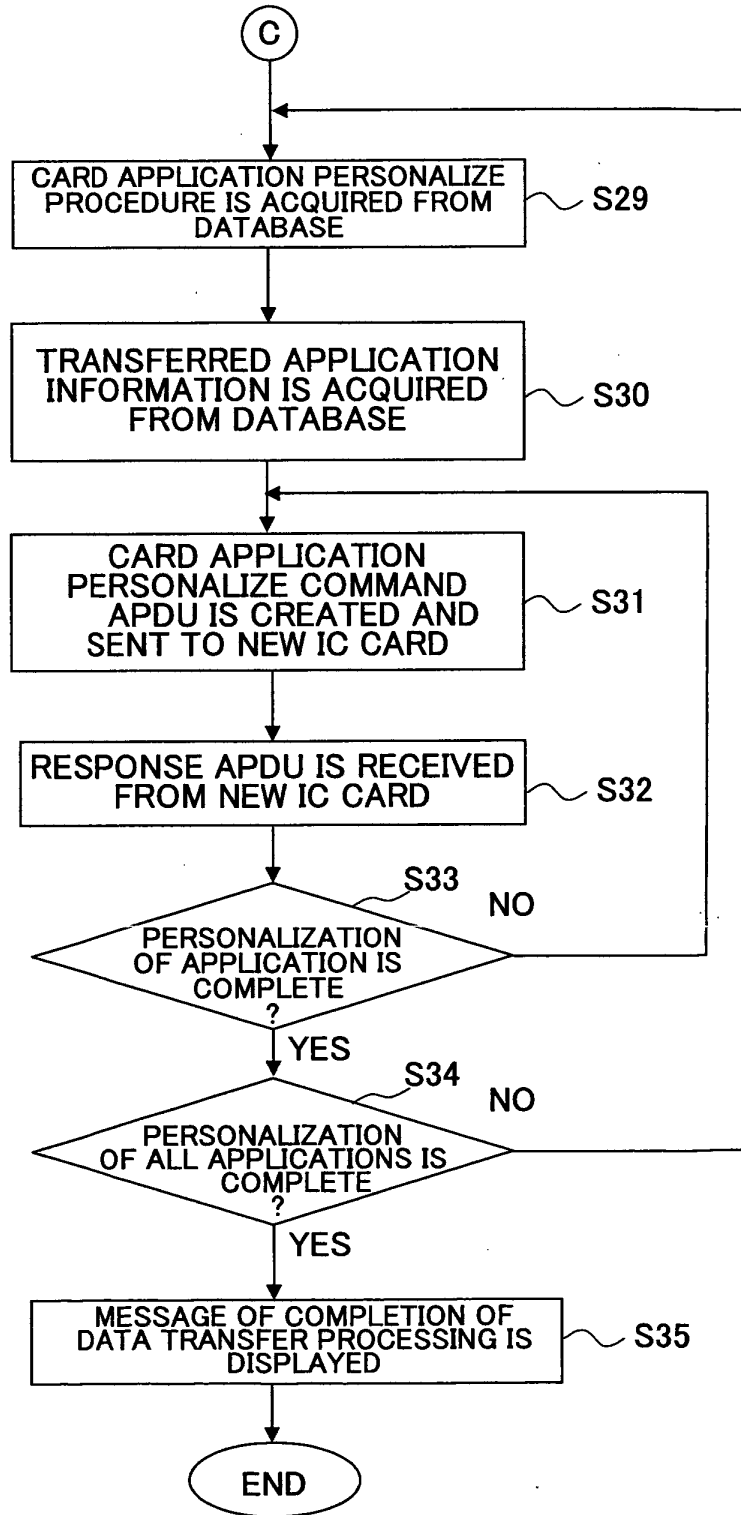 C
CARD APPLICATION PERSONALIZE
PROCEDURE IS ACQUIRED FROM
DATABASE
S29
TRANSFERRED APPLICATION
INFORMATION IS ACQUIRED
FROM DATABASE
S30
CARD APPLICATION
PERSONALIZE COMMAND
APDU IS CREATED AND
SENT TO NEW IC CARD
S31
RESPONSE APDU IS RECEIVED
FROM NEW IC CARD
S32
S33
NO
PERSONALIZATION
OF APPLICATION IS
COMPLETE
?
YES
S34
NO
PERSONALIZATION
OF ALL APPLICATIONS IS
COMPLETE
?
YES
MESSAGE OF COMPLETION OF
DATA TRANSFER PROCESSING IS
DISPLAYED
S35
END